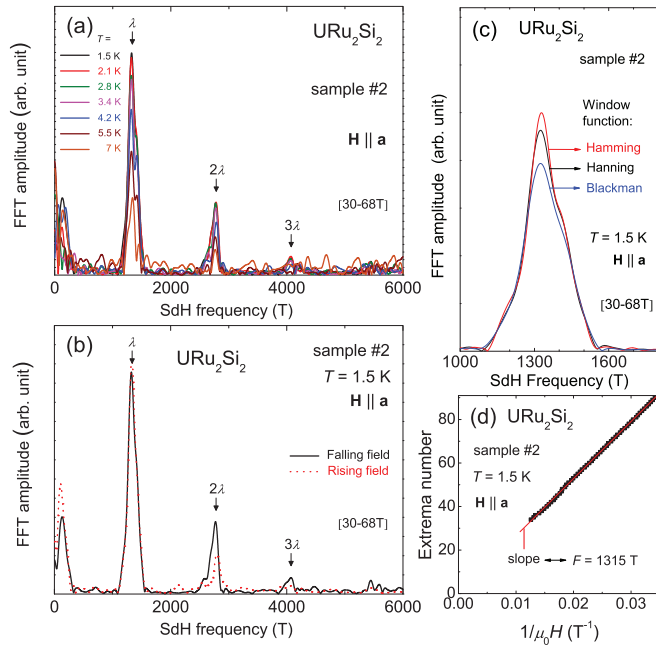 (a)
URu₂Si₂
T =
1.5 K
2.1 K
2.8 K
3.4 K
4.2 K
5.5 K
7 K
λ
sample #2
H || a
2λ
[30-68T]
3λ
FFT amplitude (arb. unit)
0 2000 4000 6000
SdH frequency (T)
(b)
URu₂Si₂
λ
sample #2
T = 1.5 K
H || a
Falling field
Rising field
2λ
[30-68T]
3λ
FFT amplitude (arb. unit)
0 2000 4000 6000
SdH frequency (T)
(c)
URu₂Si₂
sample #2
Window
function:
Hamming
Hanning
Blackman
T = 1.5 K
H || a
[30-68T]
FFT amplitude (arb. unit)
1000 1300 1600
SdH Frequency (T)
(d)
URu₂Si₂
sample #2
T = 1.5 K
H || a
slope F = 1315 T
Extrema number
80
60
40
20
0
0.00 0.01 0.02 0.03
1/μ₀H (T⁻¹)